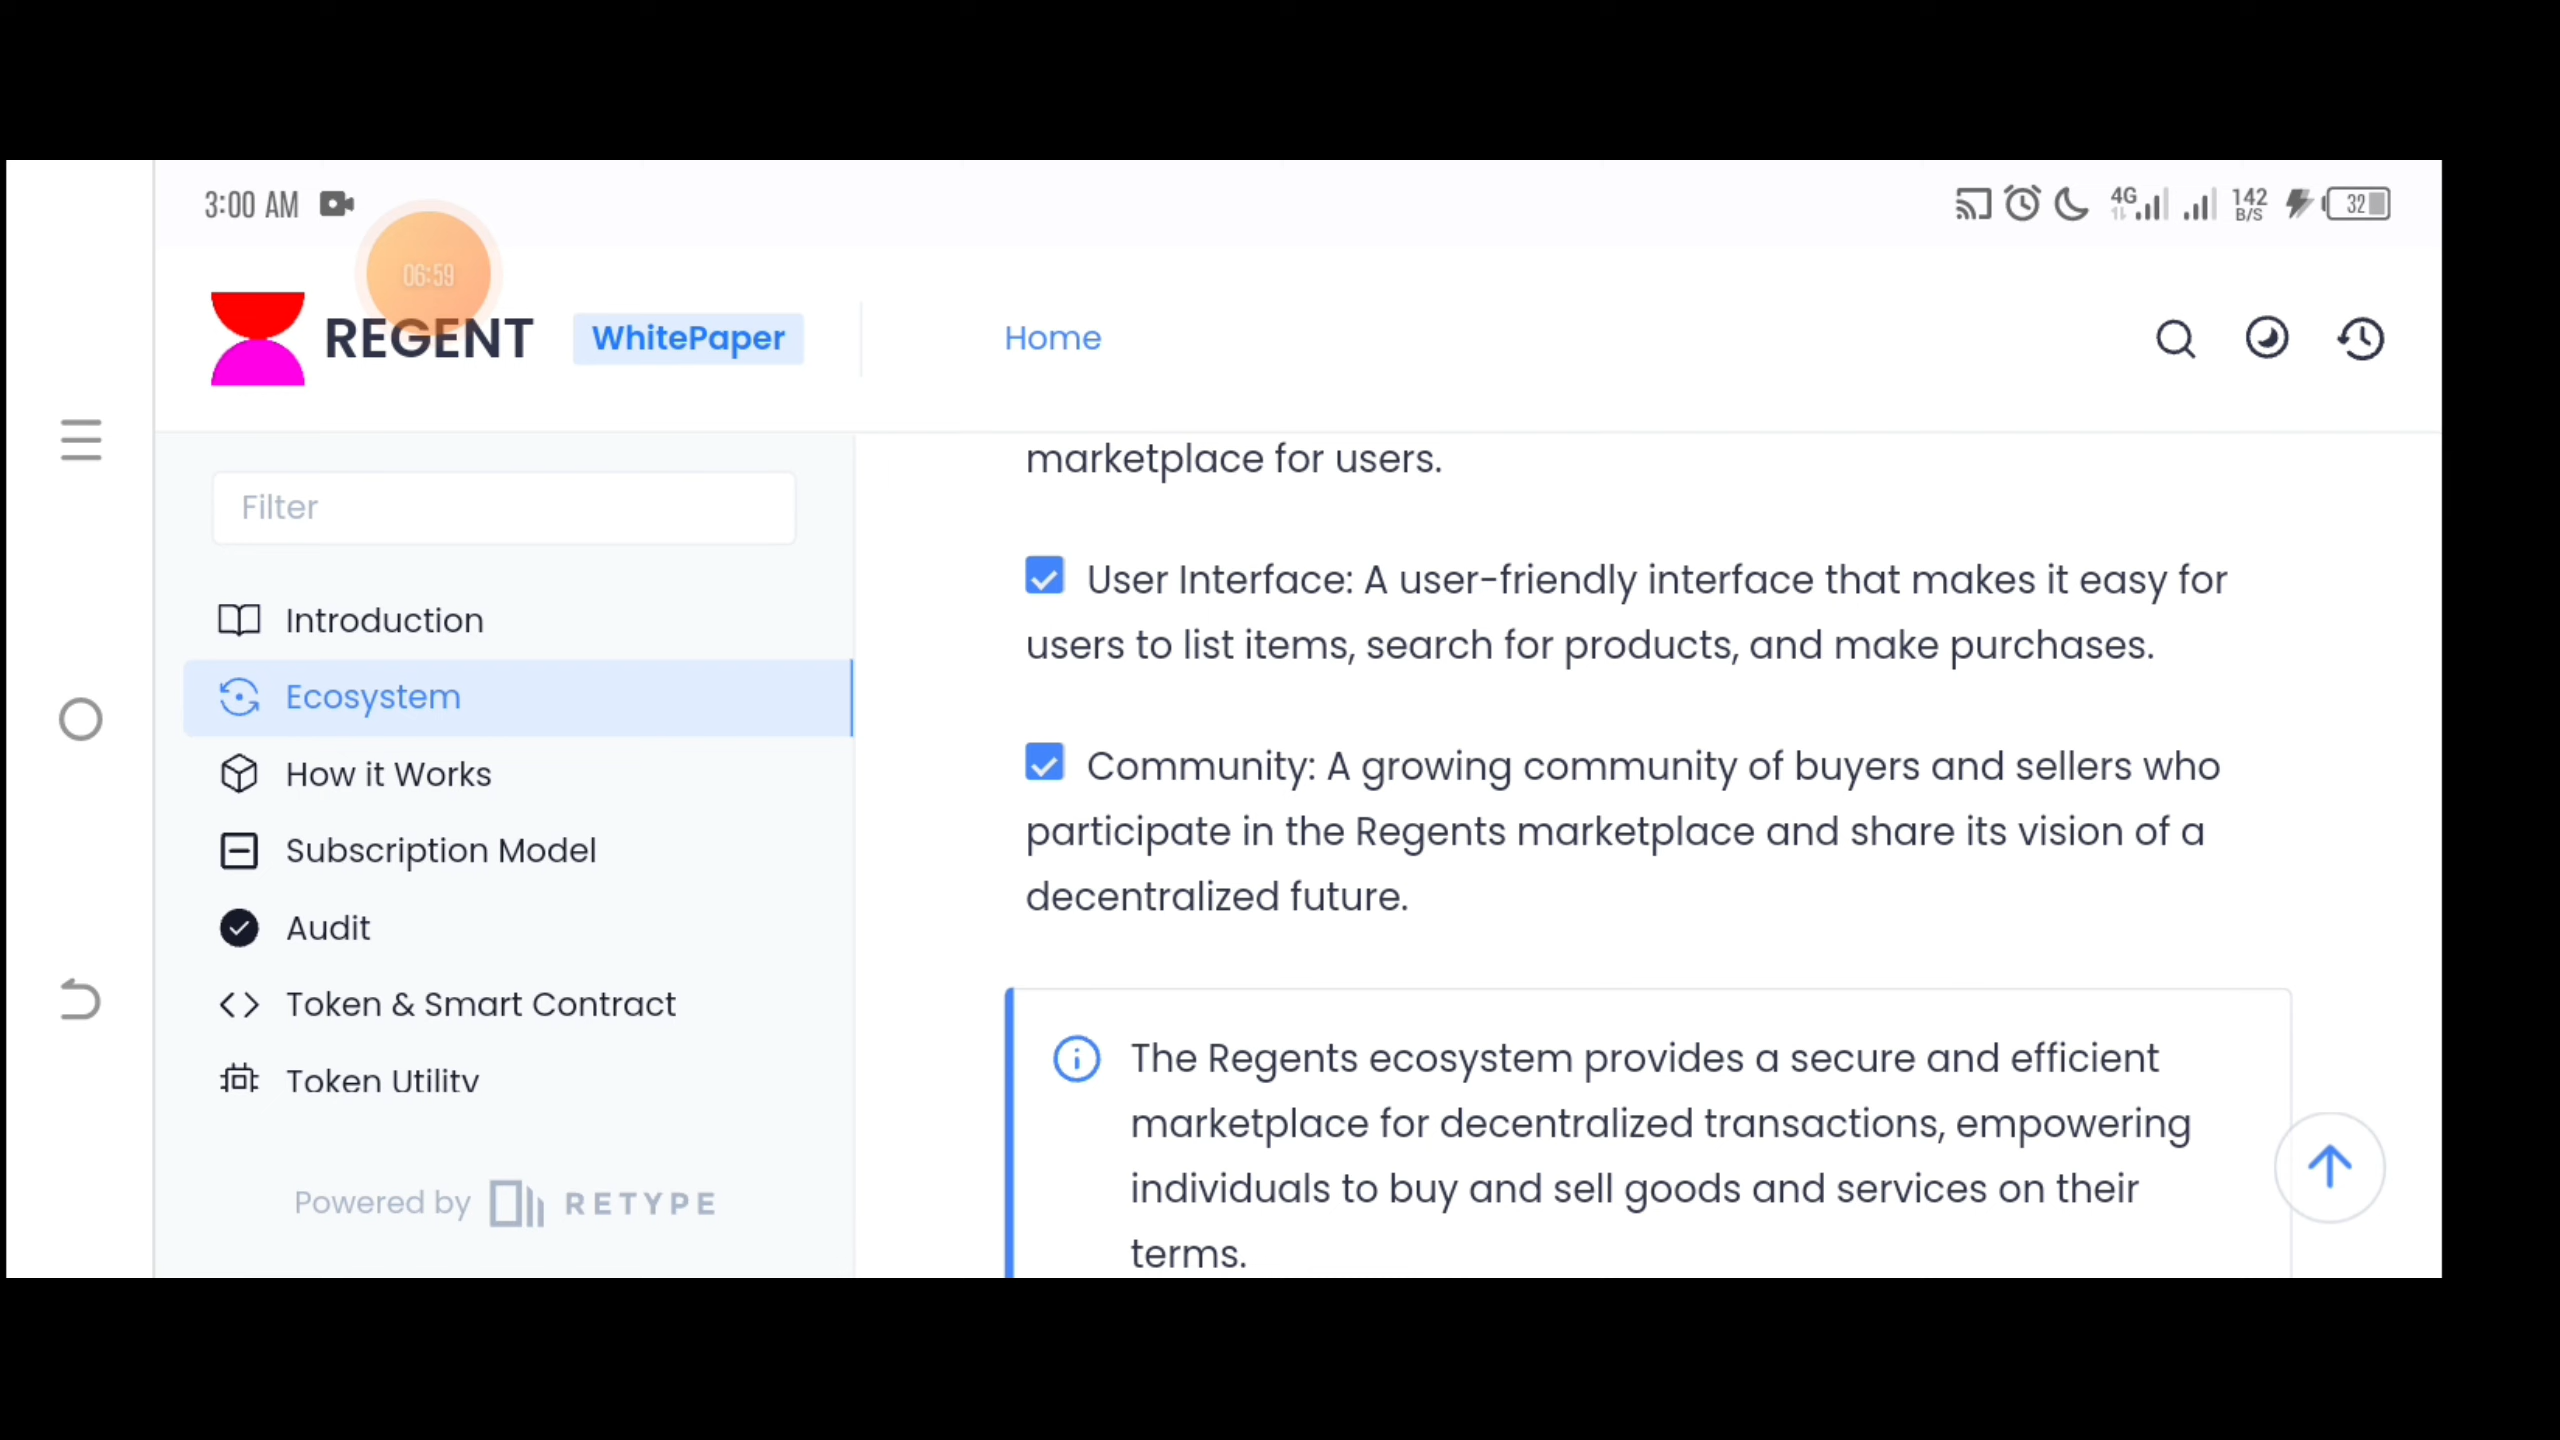 3:00 AM
4G
142
B/S
32
06:59
REGENT
WhitePaper
Home
Filter
Introduction
Ecosystem
How it Works
Subscription Model
Audit
Token & Smart Contract
Token Utility
Powered by RETYPE
marketplace for users.
User Interface: A user-friendly interface that makes it easy for
users to list items, search for products, and make purchases.
Community: A growing community of buyers and sellers who
participate in the Regents marketplace and share its vision of a
decentralized future.
The Regents ecosystem provides a secure and efficient
marketplace for decentralized transactions, empowering
individuals to buy and sell goods and services on their
terms.